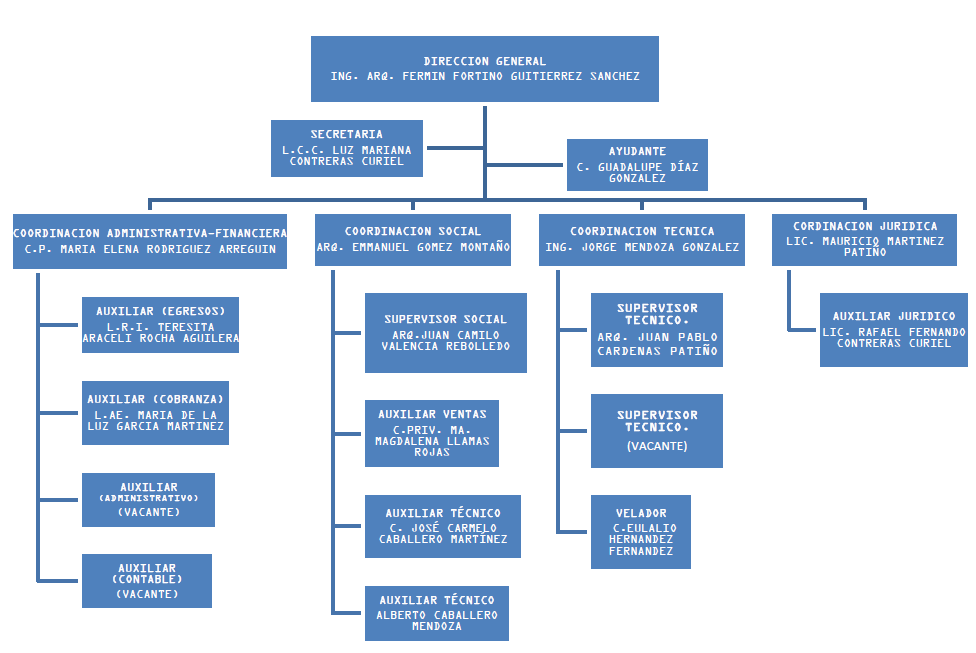 DIRECCION GENERAL
ING. ARQ. FERMIN FORTINO GUITIERREZ SANCHEZ
SECRETARIA
L.C.C. LUZ MARIANA
CONTRERAS CURIEL
AYUDANTE
C. GUADALUPE DÍAZ
GONZALEZ
COORDINACION ADMINISTRATIVA-FINANCIERA
C.P. MARIA ELENA RODRIGUEZ ARREGUIN
AUXILIAR (EGRESOS)
L.R.I. TERESITA
ARACELI ROCHA AGUILERA
AUXILIAR (COBRANZA)
L.AE. MARIA DE LA
LUZ GARCIA MARTINEZ
AUXILIAR
(ADMINISTRATIVO)
(VACANTE)
AUXILIAR
(CONTABLE)
(VACANTE)
COORDINACION SOCIAL
ARQ. EMMANUEL GOMEZ MONTAÑO
SUPERVISOR SOCIAL
ARQ.JUAN CAMILO
VALENCIA REBOLLEDO
AUXILIAR VENTAS
C.PRIV. MA.
MAGDALENA LLAMAS
ROJAS
AUXILIAR TÉCNICO
C. JOSÉ CARMELO
CABALLERO MARTÍNEZ
AUXILIAR TÉCNICO
ALBERTO CABALLERO
MENDOZA
COORDINACION TECNICA
ING. JORGE MENDOZA GONZALEZ
SUPERVISOR
TECNICO.
ARQ. JUAN PABLO
CARDENAS PATIÑO
SUPERVISOR
TECNICO.
(VACANTE)
VELADOR
C.EULALIO
HERNANDEZ
FERNANDEZ
CORDINACION JURIDICA
LIC. MAURICIO MARTINEZ
PATIÑO
AUXILIAR JURIDICO
LIC. RAFAEL FERNANDO
CONTRERAS CURIEL